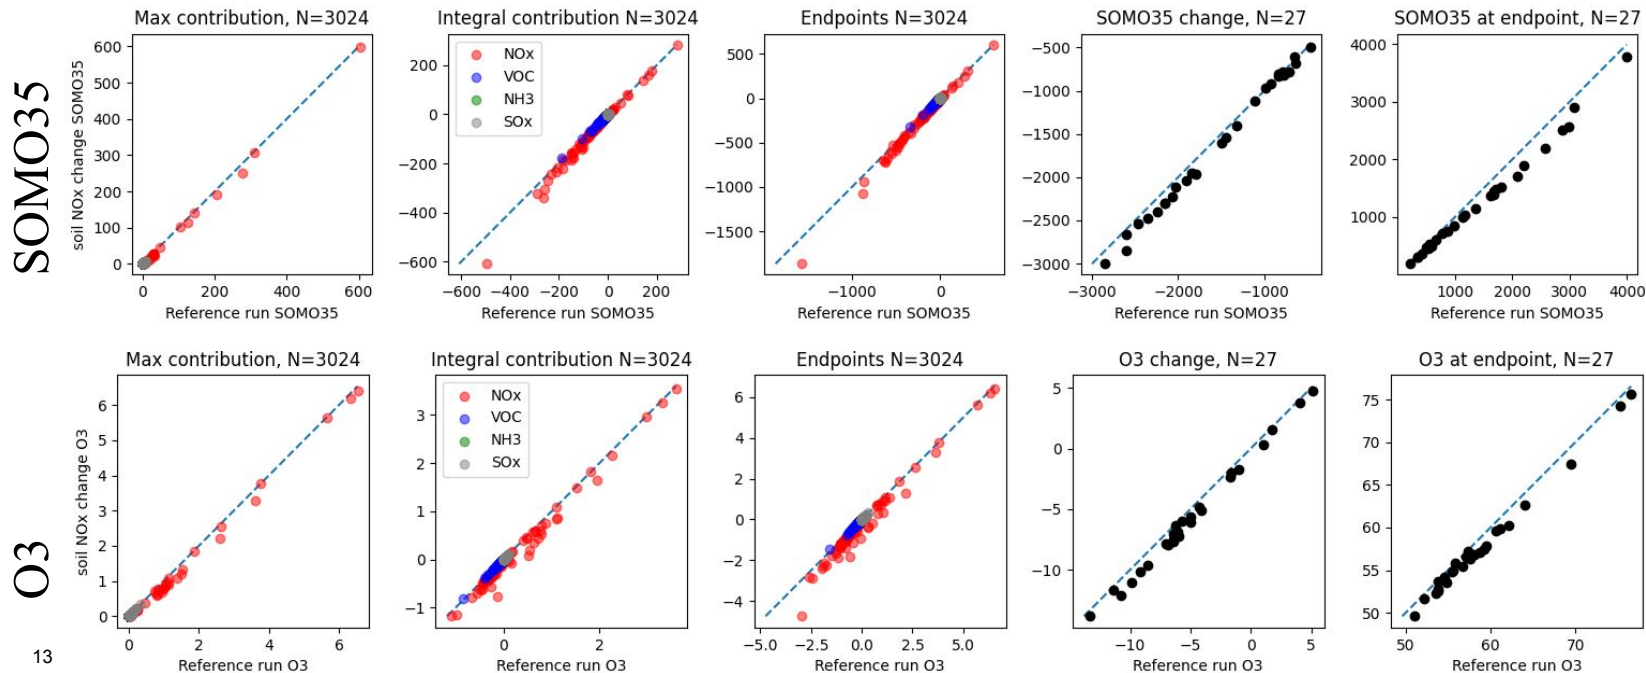 SOMO35
Max contribution, N=3024
soil NOx change SOMO35
600
500
400
300
200
100
0
0 200 400 600
Reference run SOMO35
Integral contribution N=3024
NOx
VOC
NH3
SOx
200
0
−200
−400
−600
−600 −400 −200 0 200
Reference run SOMO35
Endpoints N=3024
500
0
−500
−1000
−1500
−1000 0
Reference run SOMO35
SOMO35 change, N=27
−500
−1000
−1500
−2000
−2500
−3000
−3000 −2000 −1000
Reference run SOMO35
SOMO35 at endpoint, N=27
4000
3000
2000
1000
1000 2000 3000 4000
Reference run SOMO35
O3
Max contribution, N=3024
soil NOx change O3
6
5
4
3
2
1
0
0 2 4 6
Reference run O3
Integral contribution N=3024
NOx
VOC
NH3
SOx
3
2
1
0
−1
0 2
Reference run O3
Endpoints N=3024
6
4
2
0
−2
−4
−5.0 −2.5 0.0 2.5 5.0
Reference run O3
O3 change, N=27
5
0
−5
−10
−10 −5 0 5
Reference run O3
O3 at endpoint, N=27
75
70
65
60
55
50
50 60 70
Reference run O3
13